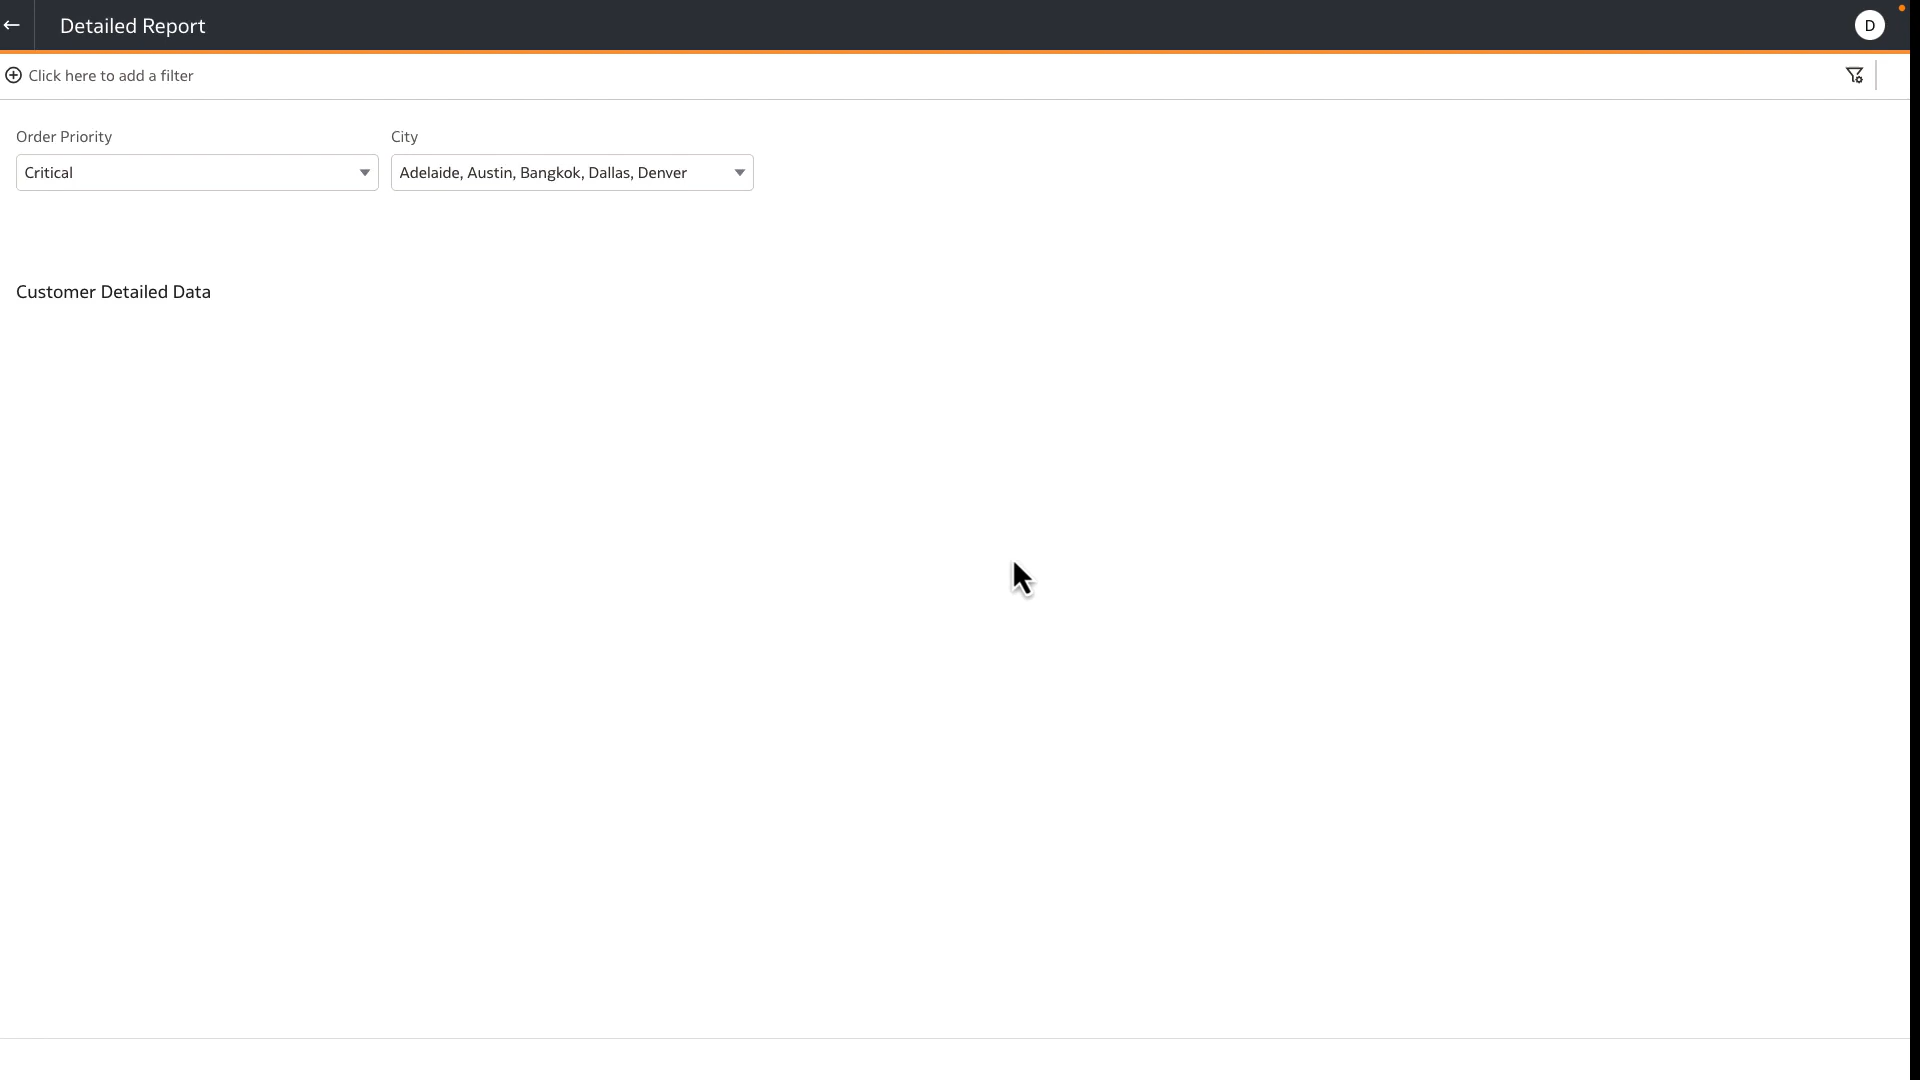 Detailed Report
D
Click here to add a filter
Order Priority
City
Critical
Adelaide, Austin, Bangkok, Dallas, Denver
Customer Detailed Data